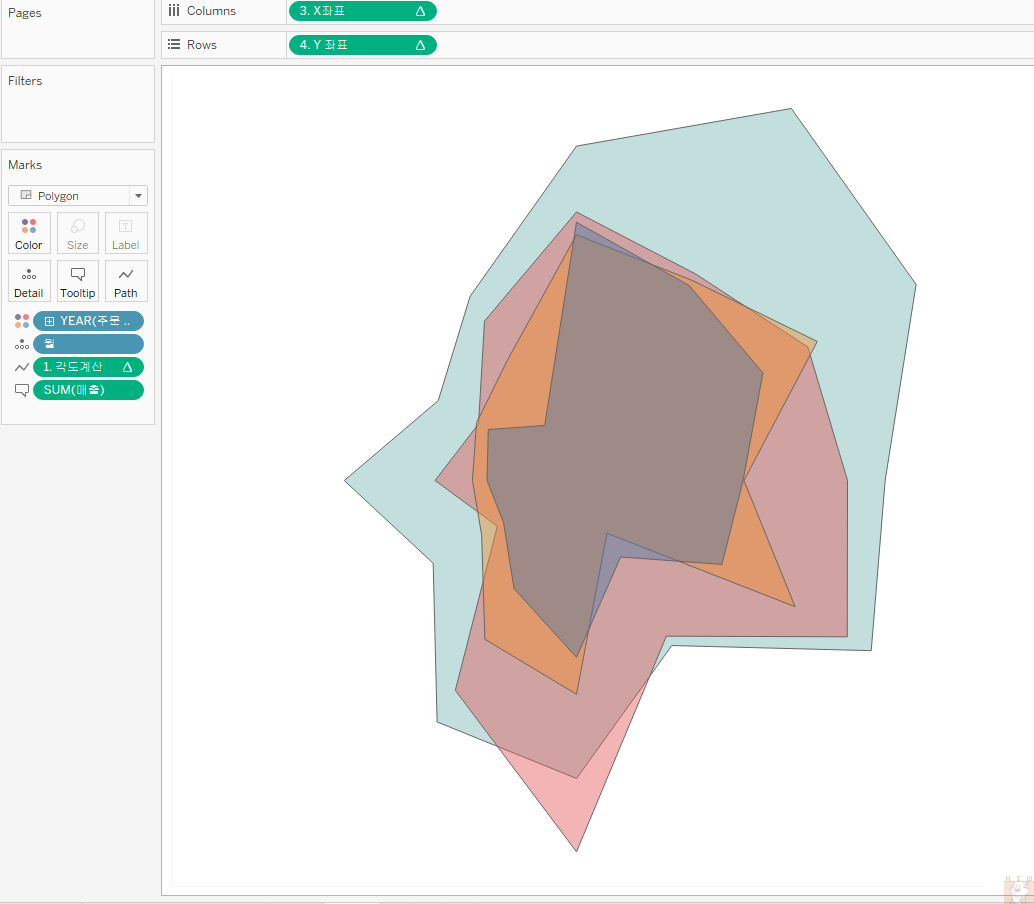 Pages
Columns
3. X좌표
Rows
4. Y 좌표
Filters
Marks
Polygon
Color
Size
Label
Detail
Tooltip
Path
YEAR(주문 ..
월
1. 각도계산
SUM(매출)